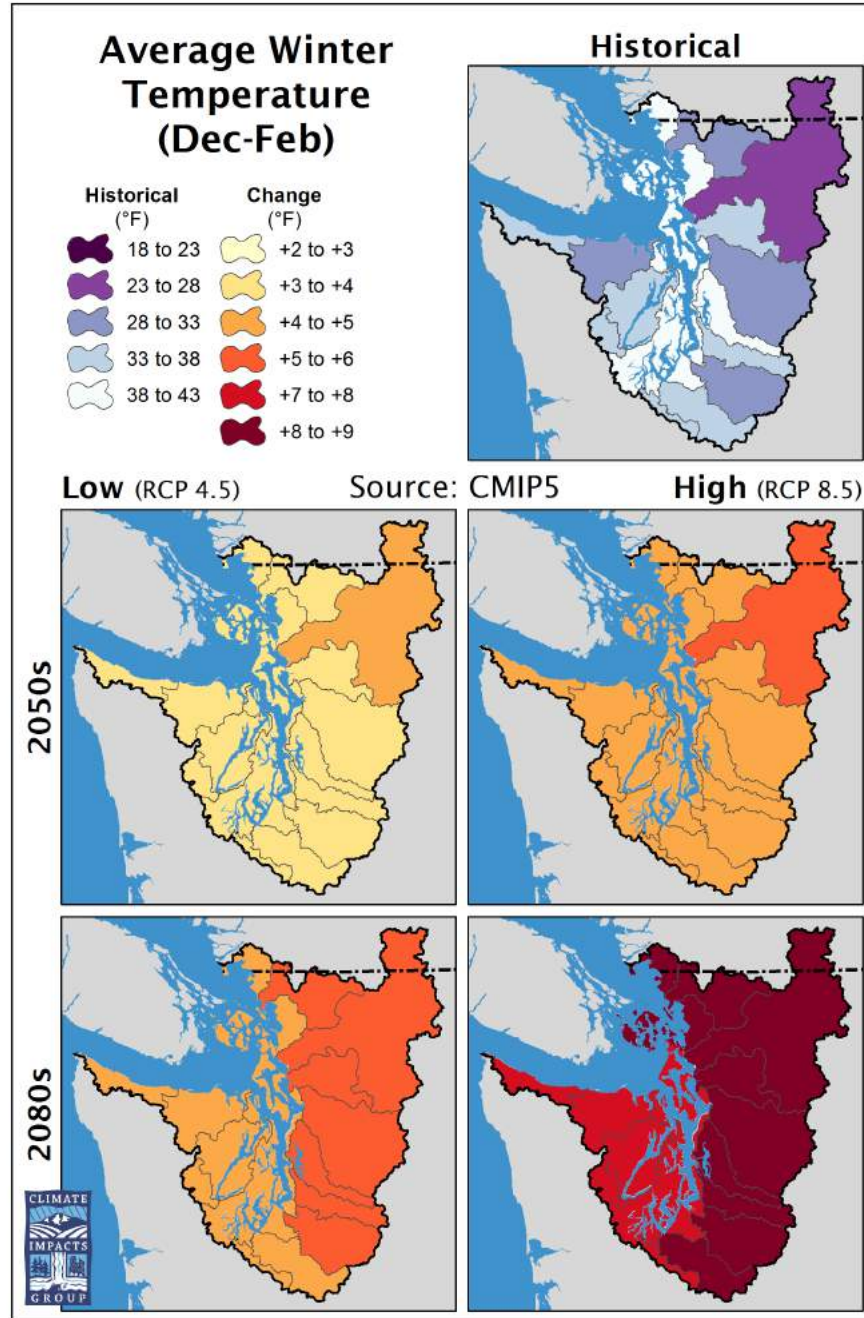 Average Winter
Temperature
(Dec-Feb)
Historical
Historical
(°F)
18 to 23
23 to 28
28 to 33
33 to 38
38 to 43
Change
(°F)
+2 to +3
+3 to +4
+4 to +5
+5 to +6
+7 to +8
+8 to +9
Low (RCP 4.5) Source: CMIP5 High (RCP 8.5)
2050s
2080s
CLIMATE
IMPACTS
GROUP